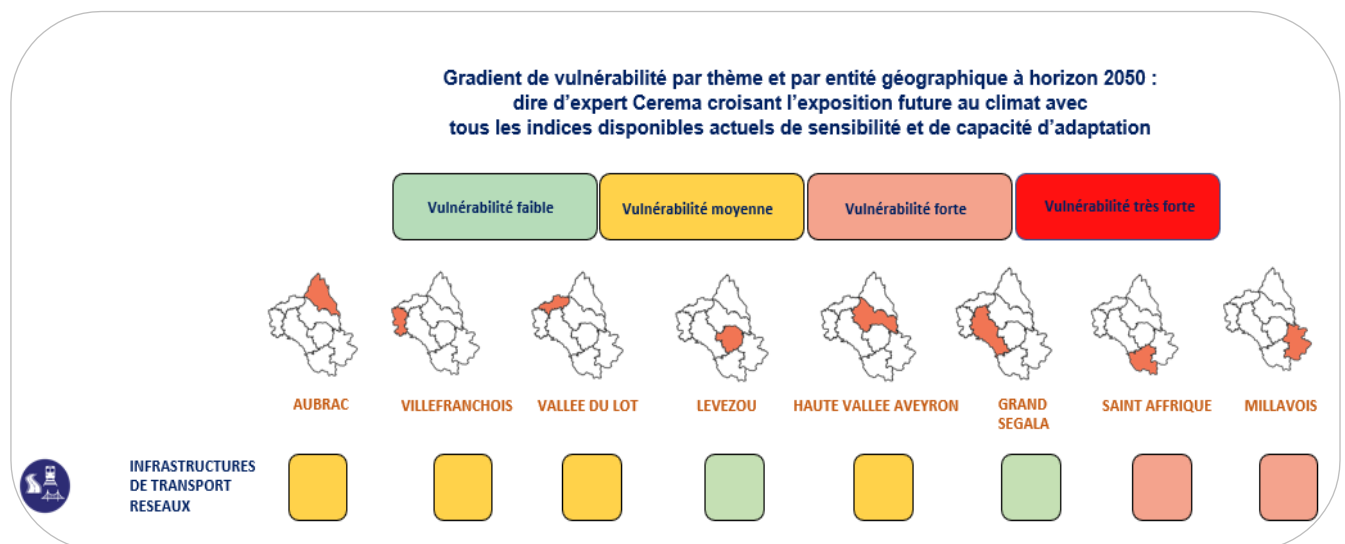 Gradient de vulnérabilité par thème et par entité géographique à horizon 2050 :
dire d'expert Cerema croisant l'exposition future au climat avec
tous les indices disponibles actuels de sensibilité et de capacité d'adaptation
Vulnérabilité faible
Vulnérabilité moyenne
Vulnérabilité forte
Vulnérabilité très forte
AUBRAC
VILLEFRANCHOIS
VALLEE DU LOT
LEVEZOU
HAUTE VALLEE AVEYRON
GRAND
SEGALA
SAINT AFFRIQUE
MILLAVOIS
INFRASTRUCTURES
DE TRANSPORT
RESEAUX